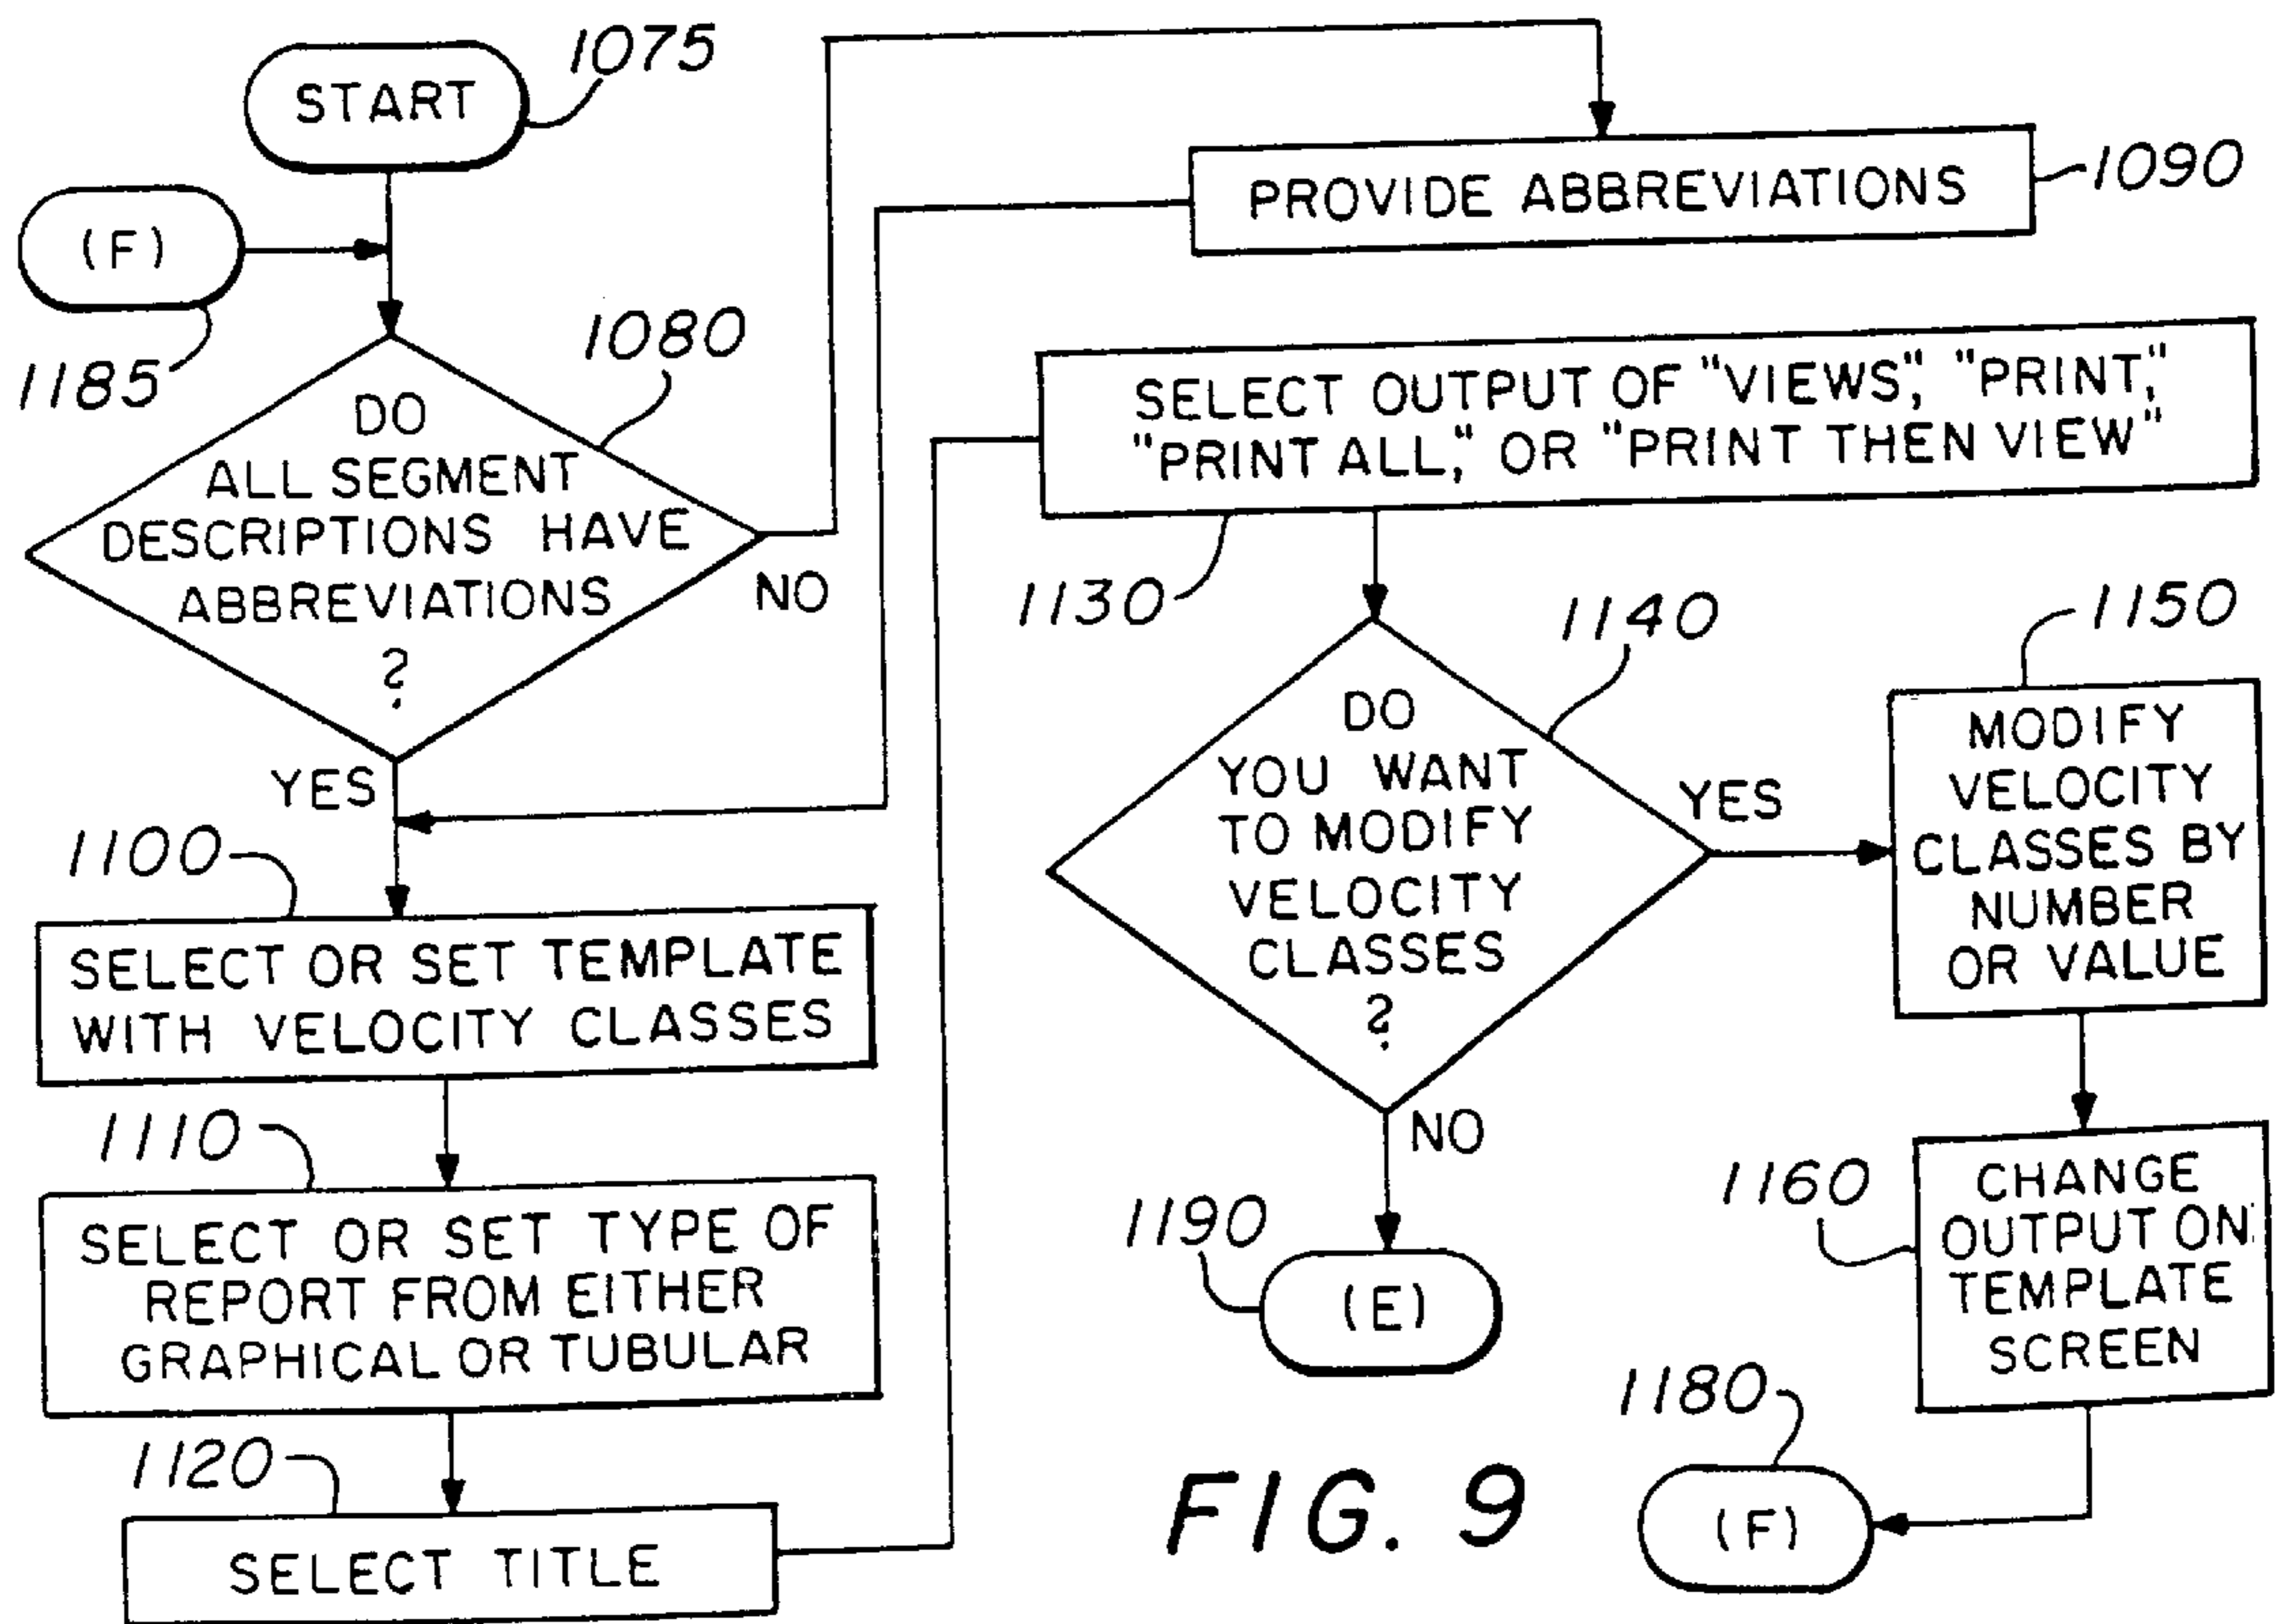 START
1075
(F)
1185
1080
DO
ALL SEGMENT
DESCRIPTIONS HAVE
ABBREVIATIONS
?
NO
YES
PROVIDE ABBREVIATIONS
1090
1100
SELECT OR SET TEMPLATE
WITH VELOCITY CLASSES
1110
SELECT OR SET TYPE OF
REPORT FROM EITHER
GRAPHICAL OR TUBULAR
1120
SELECT TITLE
SELECT OUTPUT OF "VIEWS", "PRINT,"
"PRINT ALL," OR "PRINT THEN VIEW"
1130
1140
DO
YOU WANT
TO MODIFY
VELOCITY
CLASSES
?
YES
NO
1150
MODIFY
VELOCITY
CLASSES BY
NUMBER
OR VALUE
1160
CHANGE
OUTPUT ON
TEMPLATE
SCREEN
1190
(E)
1180
(F)
FIG. 9